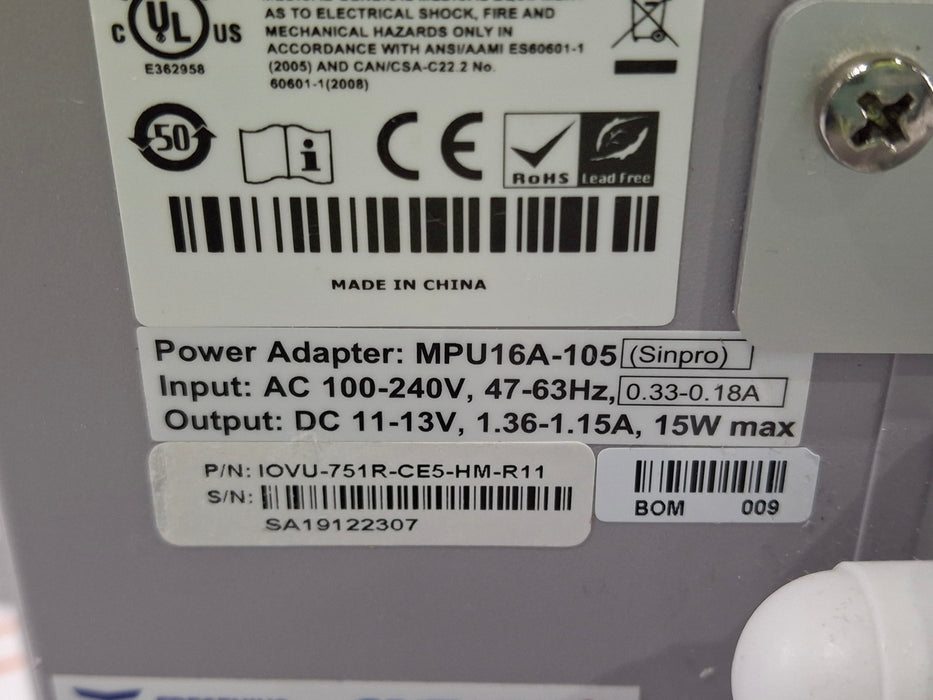 c UL US
E362958
AS TO ELECTRICAL SHOCK, FIRE AND
MECHANICAL HAZARDS ONLY IN
ACCORDANCE WITH ANSI/AAMI ES60601-1
(2005) AND CAN/CSA-C22.2 No.
60601-1(2008)
50
i
CE
RoHS Lead Free
MADE IN CHINA
Power Adapter: MPU16A-105 (Sinpro)
Input: AC 100-240V, 47-63Hz, 0.33-0.18A
Output: DC 11-13V, 1.36-1.15A, 15W max
P/N: IOVU-751R-CE5-HM-R11
S/N:
SA19122307
BOM 009